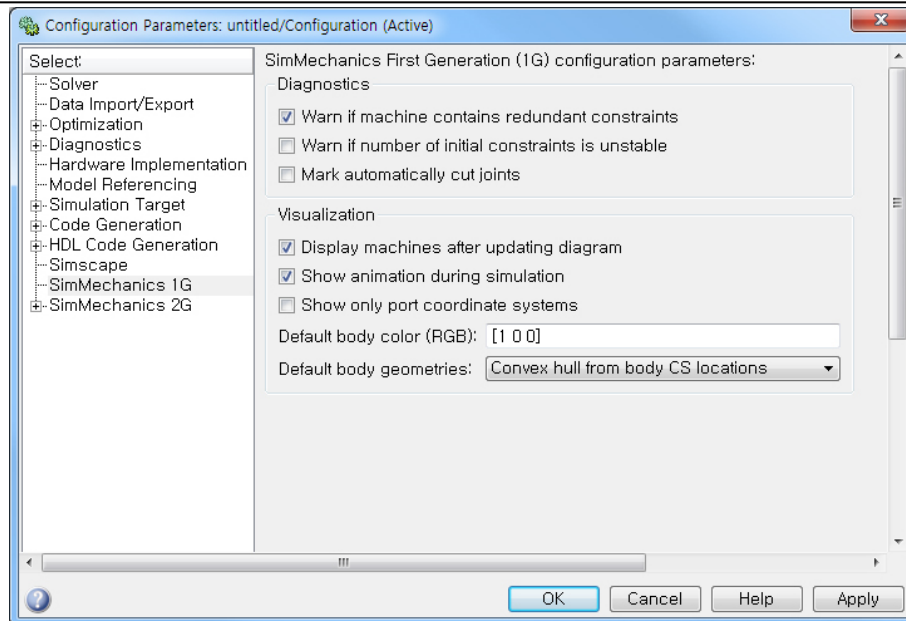 Configuration Parameters: untitled/Configuration (Active)
Select:
Solver
Data Import/Export
Optimization
Diagnostics
Hardware Implementation
Model Referencing
Simulation Target
Code Generation
HDL Code Generation
Simscape
SimMechanics 1G
SimMechanics 2G
SimMechanics First Generation (1G) configuration parameters:
Diagnostics
Warn if machine contains redundant constraints
Warn if number of initial constraints is unstable
Mark automatically cut joints
Visualization
Display machines after updating diagram
Show animation during simulation
Show only port coordinate systems
Default body color (RGB): [1 0 0]
Default body geometries: Convex hull from body CS locations
OK Cancel Help Apply